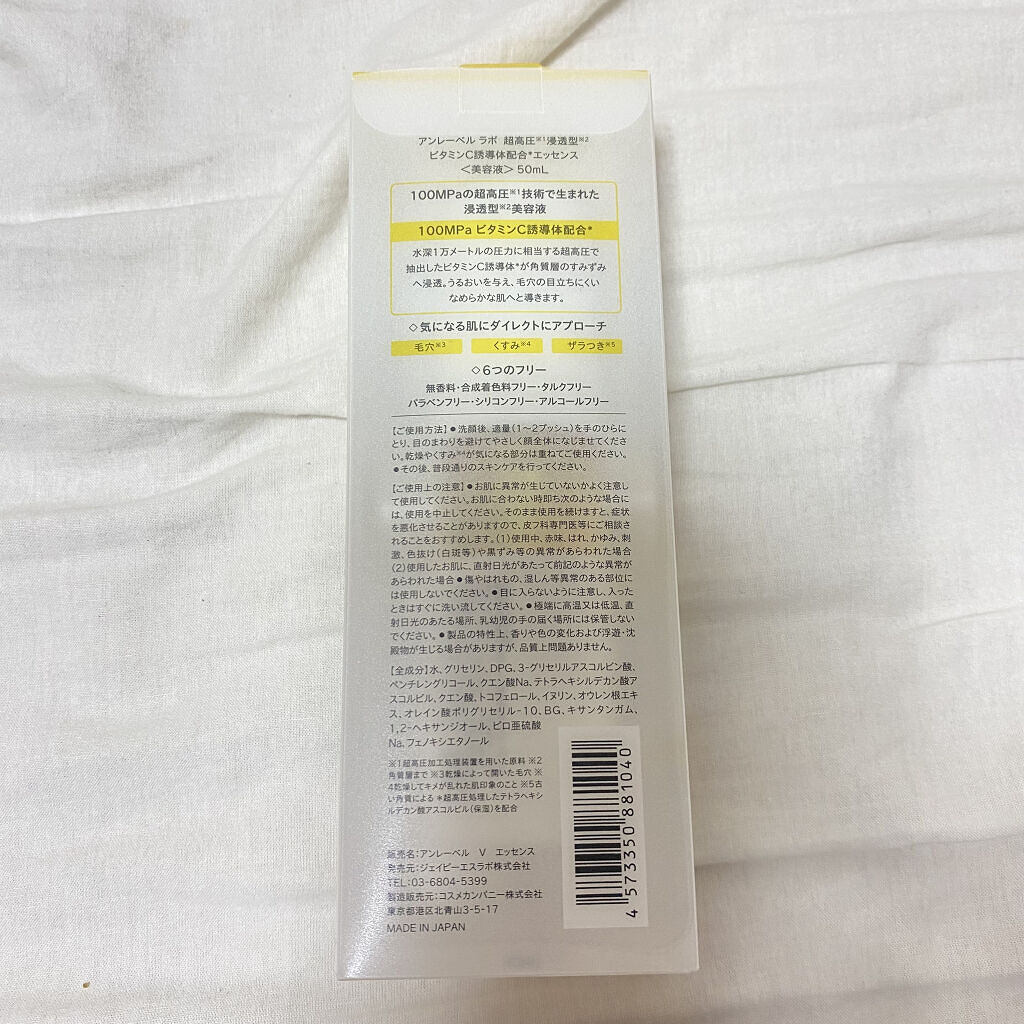 アンレーベル ラボ 超高圧※1浸透型※2
ビタミンC誘導体配合*エッセンス
＜美容液＞ 50mL
100MPaの超高圧※1技術で生まれた
浸透型※2美容液
100MPa ビタミンC誘導体配合*
水深1万メートルの圧力に相当する超高圧で
抽出したビタミンC誘導体*が角質層のすみずみ
へ浸透。うるおいを与え、毛穴の目立ちにくい
なめらかな肌へと導きます。
◇気になる肌にダイレクトにアプローチ
毛穴※3 くすみ※4 ザラつき※5
◇6つのフリー
無香料・合成着色料フリー・タルクフリー
パラベンフリー・シリコンフリー・アルコールフリー
【ご使用方法】●洗顔後、適量（1～2プッシュ）を手のひらに
とり、目のまわりを避けてやさしく顔全体になじませてくださ
い。乾燥やくすみ※4が気になる部分は重ねてご使用ください。
●その後、普段通りのスキンケアを行ってください。
【ご使用上の注意】●お肌に異常が生じていないかよく注意し
て使用してください。お肌に合わない時即ち次のような場合に
は、使用を中止してください。そのまま使用を続けますと、症状
を悪化させることがありますので、皮フ科専門医等にご相談さ
れることをおすすめします。（1）使用中、赤味、はれ、かゆみ、刺
激、色抜け（白斑等）や黒ずみ等の異常があらわれた場合
（2）使用したお肌に、直射日光があたって前記のような異常が
あらわれた場合●傷やはれもの、湿しん等異常のある部位に
は使用しないでください。●目に入らないように注意し、入った
ときはすぐに洗い流してください。●極端に高温又は低温、直
射日光のあたる場所、乳幼児の手の届く場所には保管しない
でください。●製品の特性上、香りや色の変化および浮遊・沈
殿物が生じる場合がありますが、品質上問題ありません。
【全成分】水、グリセリン、DPG、3-グリセリルアスコルビン酸、
ペンチレングリコール、クエン酸Na、テトラヘキシルデカン酸ア
スコルビル、クエン酸、トコフェロール、イヌリン、オウレン根エキ
ス、オレイン酸ポリグリセリル-10、BG、キサンタンガム、
1,2-ヘキサンジオール、ピロ亜硫酸
Na、フェノキシエタノール
※1超高圧加工処理装置を用いた原料 ※2
角質層まで ※3乾燥によって開いた毛穴 ※
4乾燥してキメが乱れた肌印象のこと ※5古
い角質による *超高圧処理したテトラヘキシ
ルデカン酸アスコルビル（保湿）を配合
販売名：アンレーベル V エッセンス
発売元：ジェイピーエスラボ株式会社
TEL：03-6804-5399
製造販売元：コスメカンパニー株式会社
東京都港区北青山3-5-17
MADE IN JAPAN
4 573350 881040